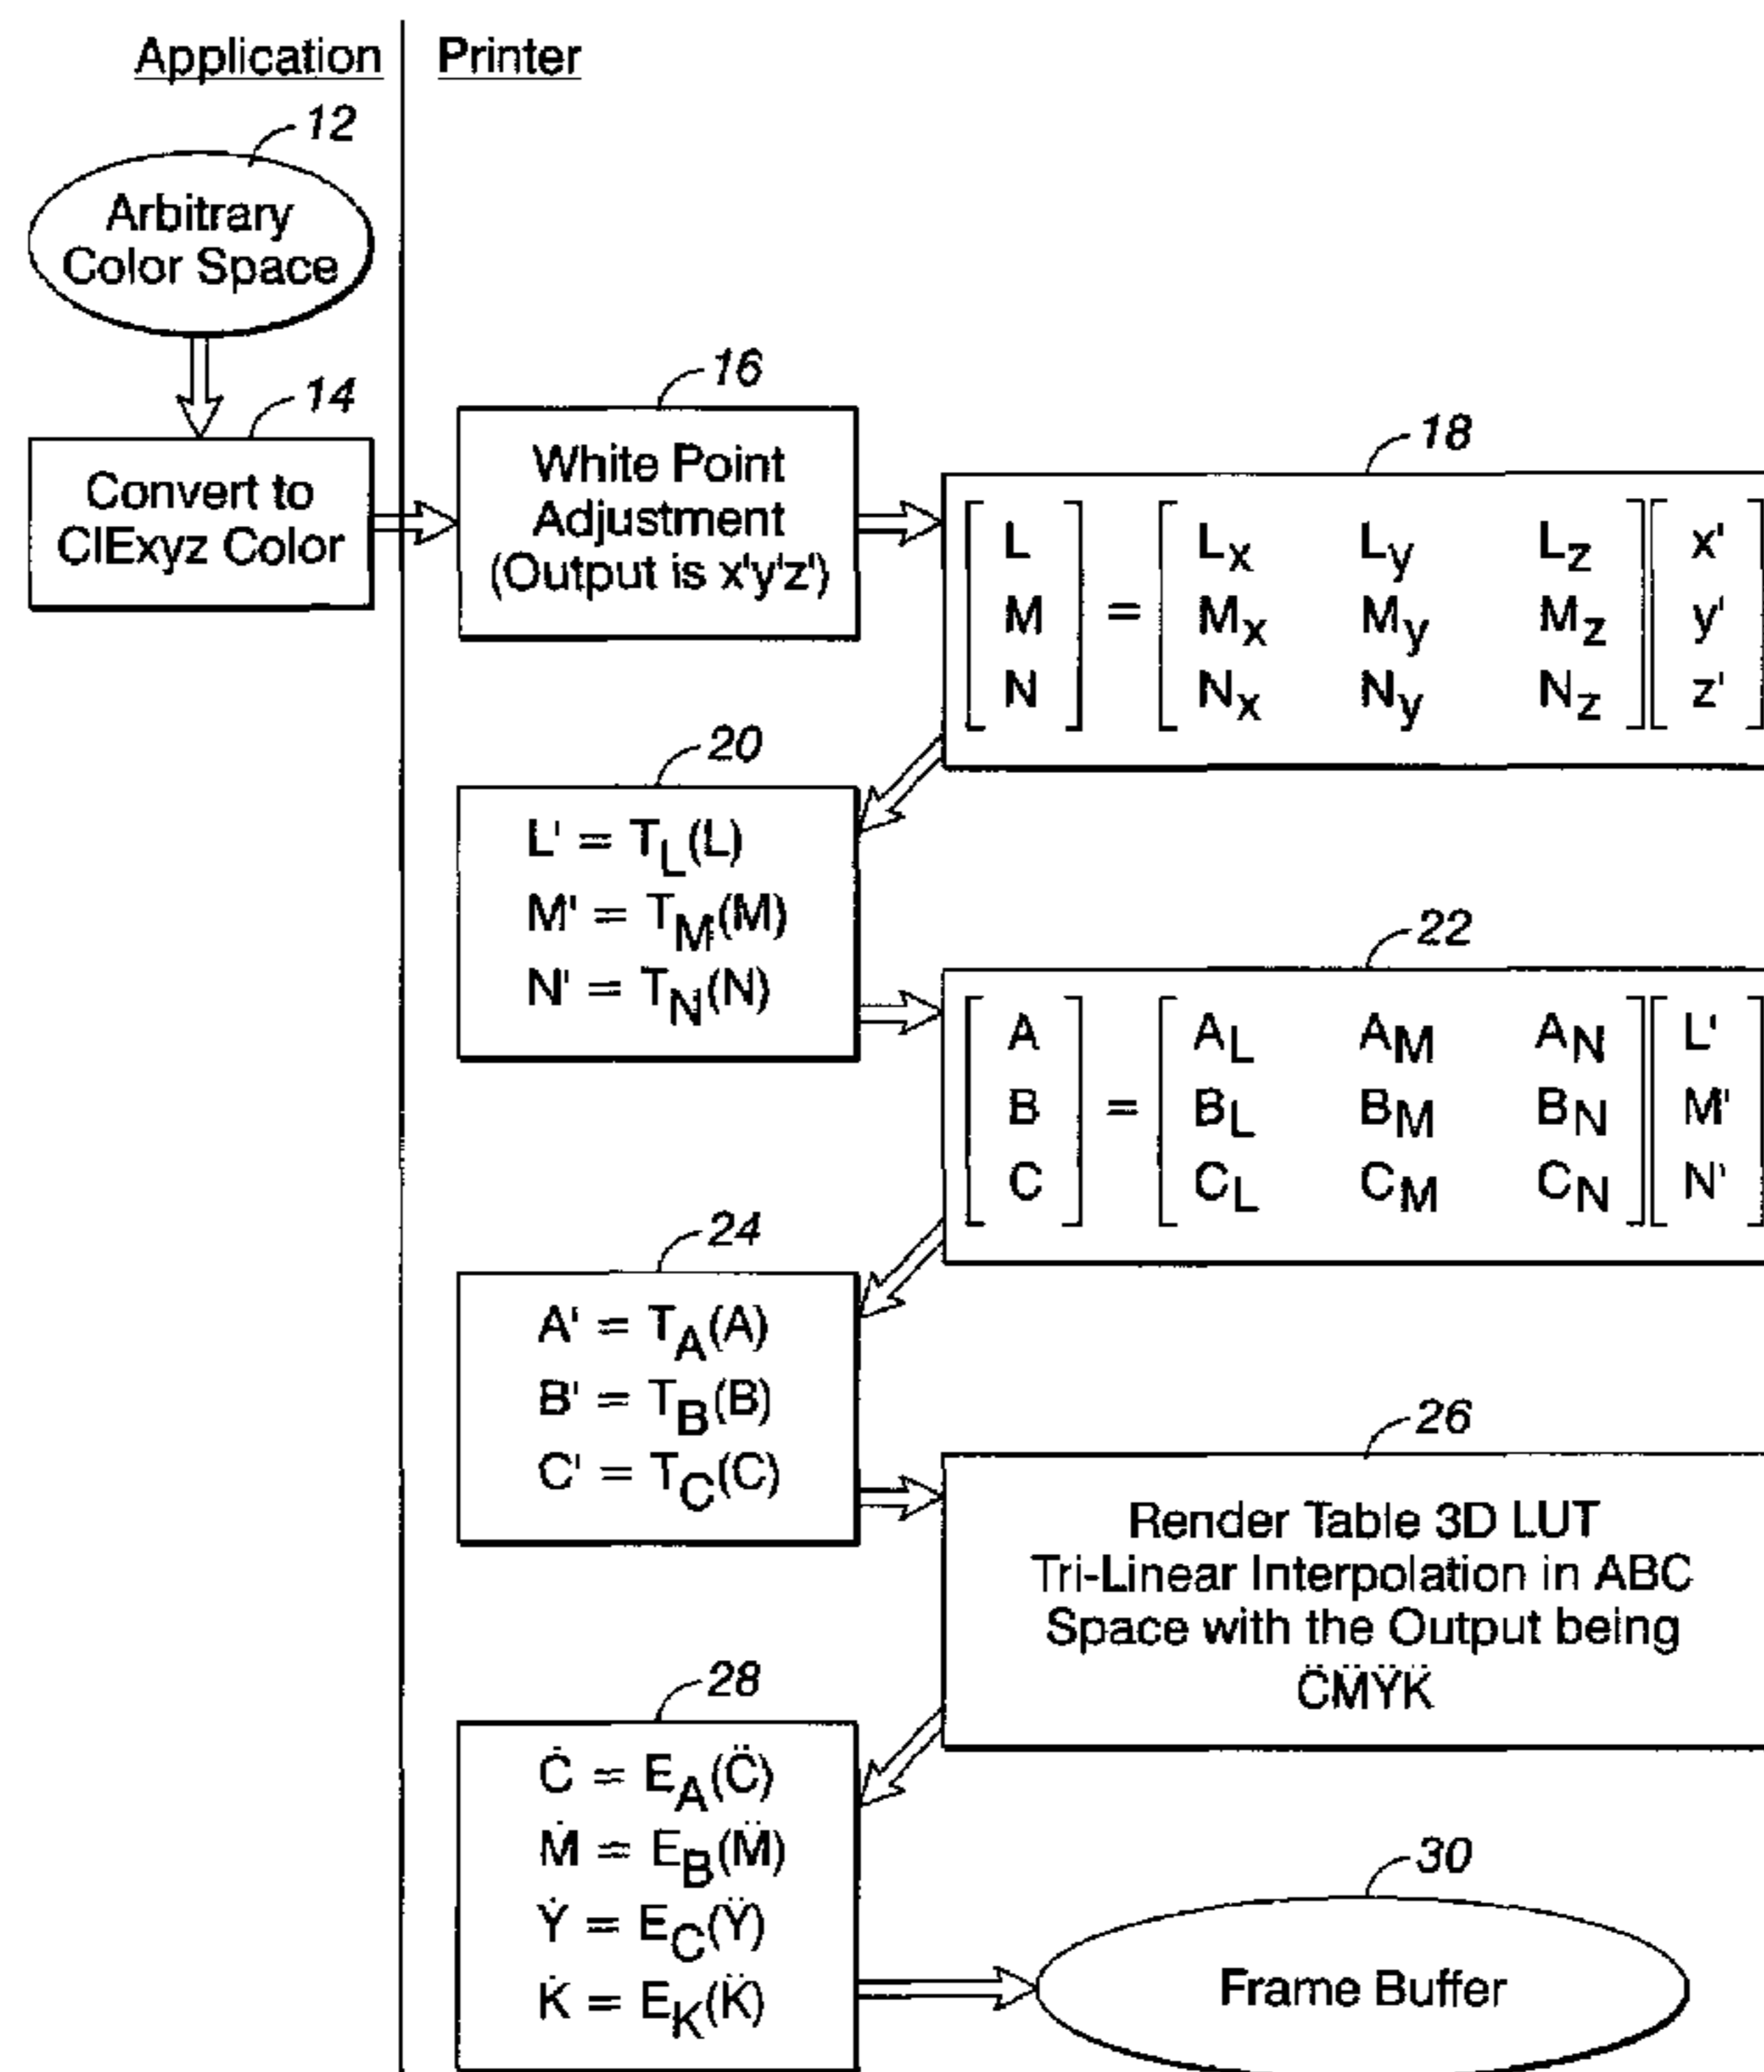 Application
Printer
12
Arbitrary
Color Space
14
Convert to
CIExyz Color
16
White Point
Adjustment
(Output is x'y'z')
18
L = Lx Ly Lz x'
M Mx My Mz y'
N Nx Ny Nz z'
20
L' = TL(L)
M' = TM(M)
N' = TN(N)
22
A = AL AM AN L'
B BL BM BN M'
C CL CM CN N'
24
A' = TA(A)
B' = TB(B)
C' = TC(C)
26
Render Table 3D LUT
Tri-Linear Interpolation in ABC
Space with the Output being
C̈M̈ŸK̈
28
Ċ = EA(C̈)
Ṁ = EB(M̈)
Ẏ = EC(Ÿ)
K̇ = EK(K̈)
30
Frame Buffer